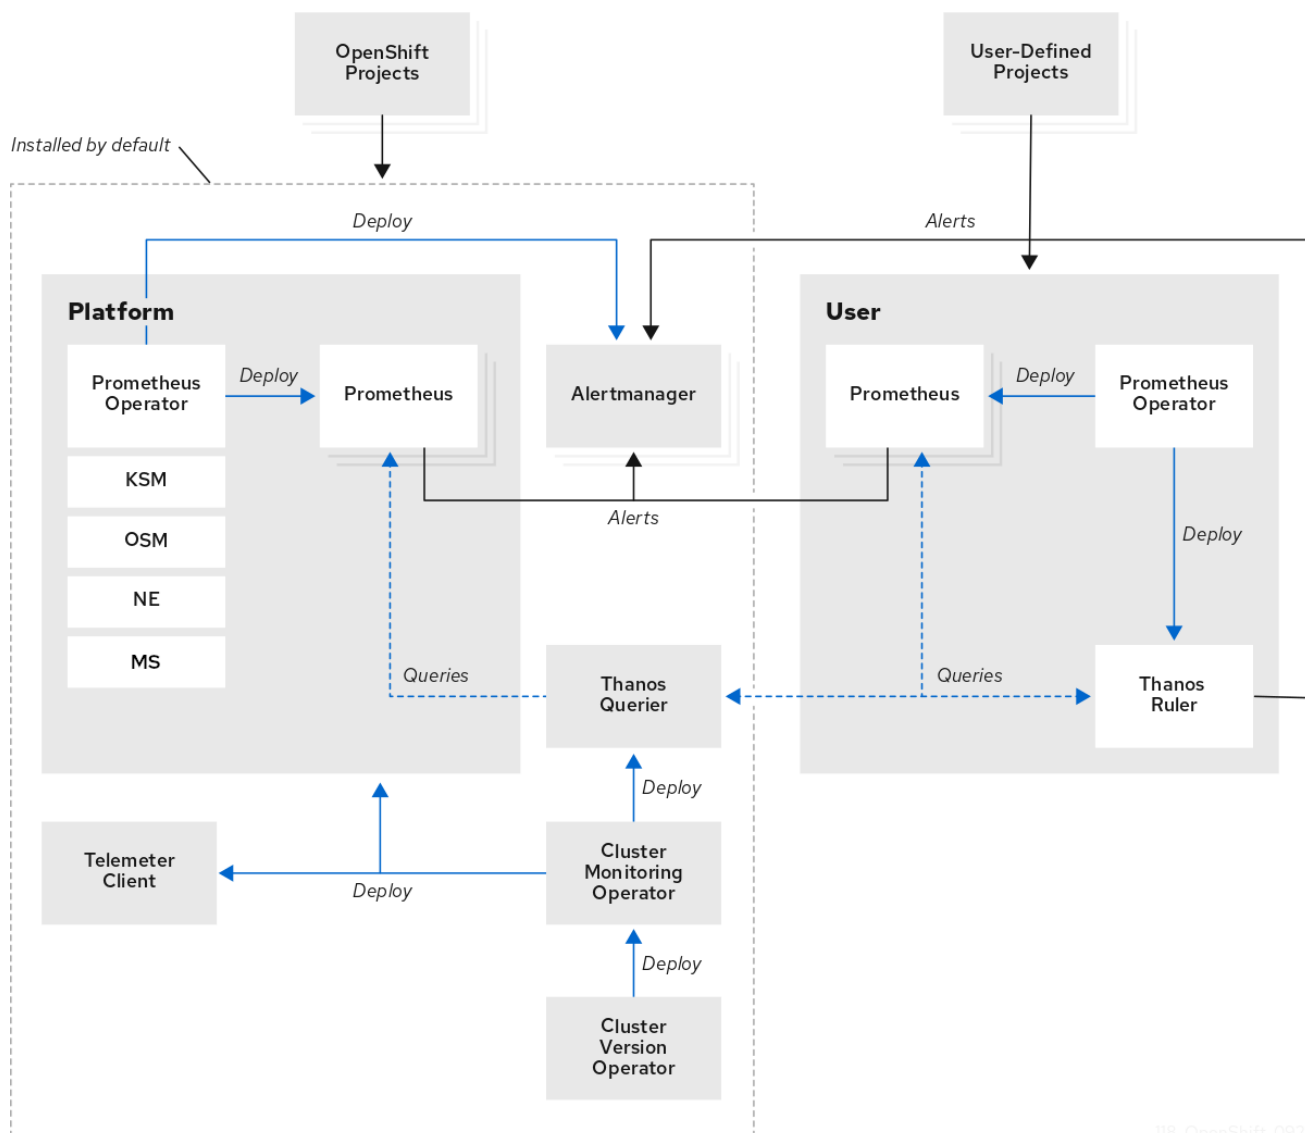 OpenShift
Projects
User-Defined
Projects
Installed by default
Deploy
Alerts
Platform
User
Prometheus
Operator
Deploy
Prometheus
Alertmanager
Prometheus
Deploy
Prometheus
Operator
KSM
OSM
NE
MS
Alerts
Deploy
Queries
Thanos
Querier
Queries
Thanos
Ruler
Deploy
Telemeter
Client
Deploy
Cluster
Monitoring
Operator
Deploy
Cluster
Version
Operator